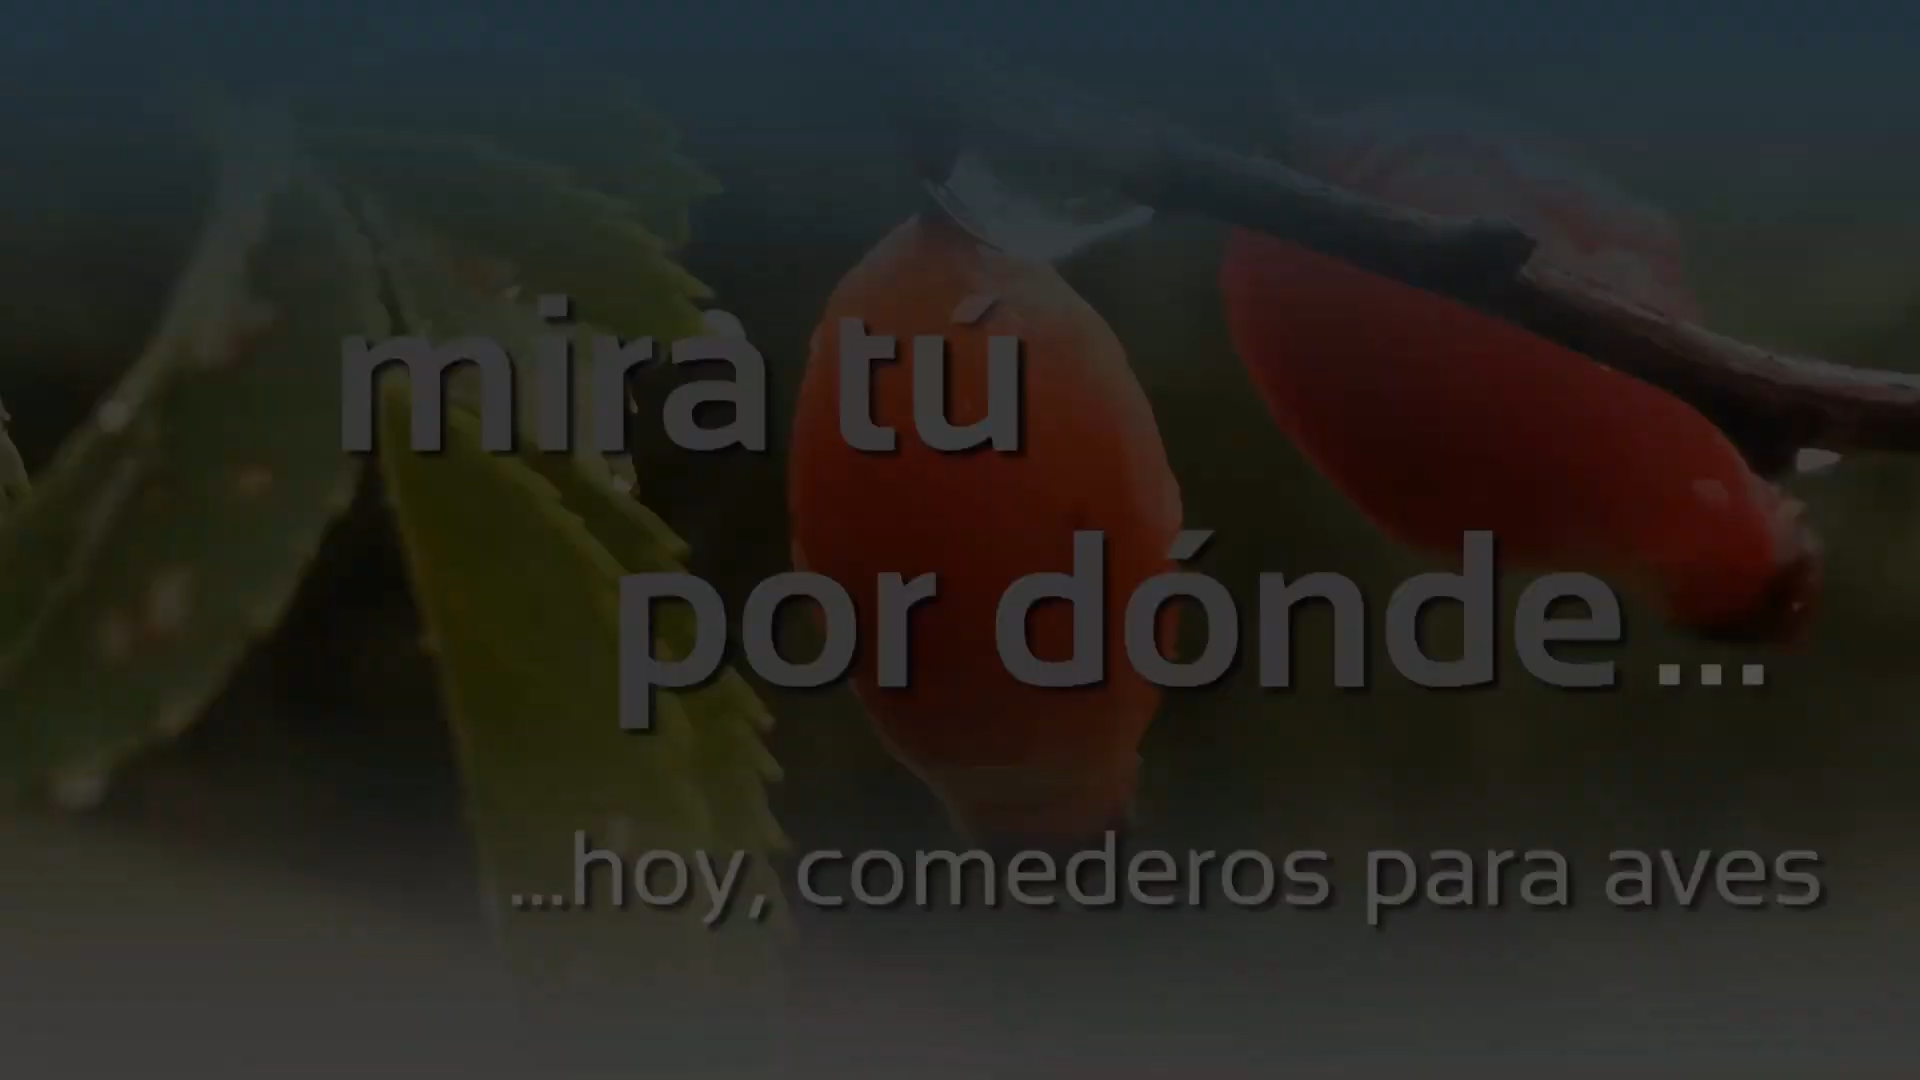 mira tú
por dónde...
...hoy, comederos para aves